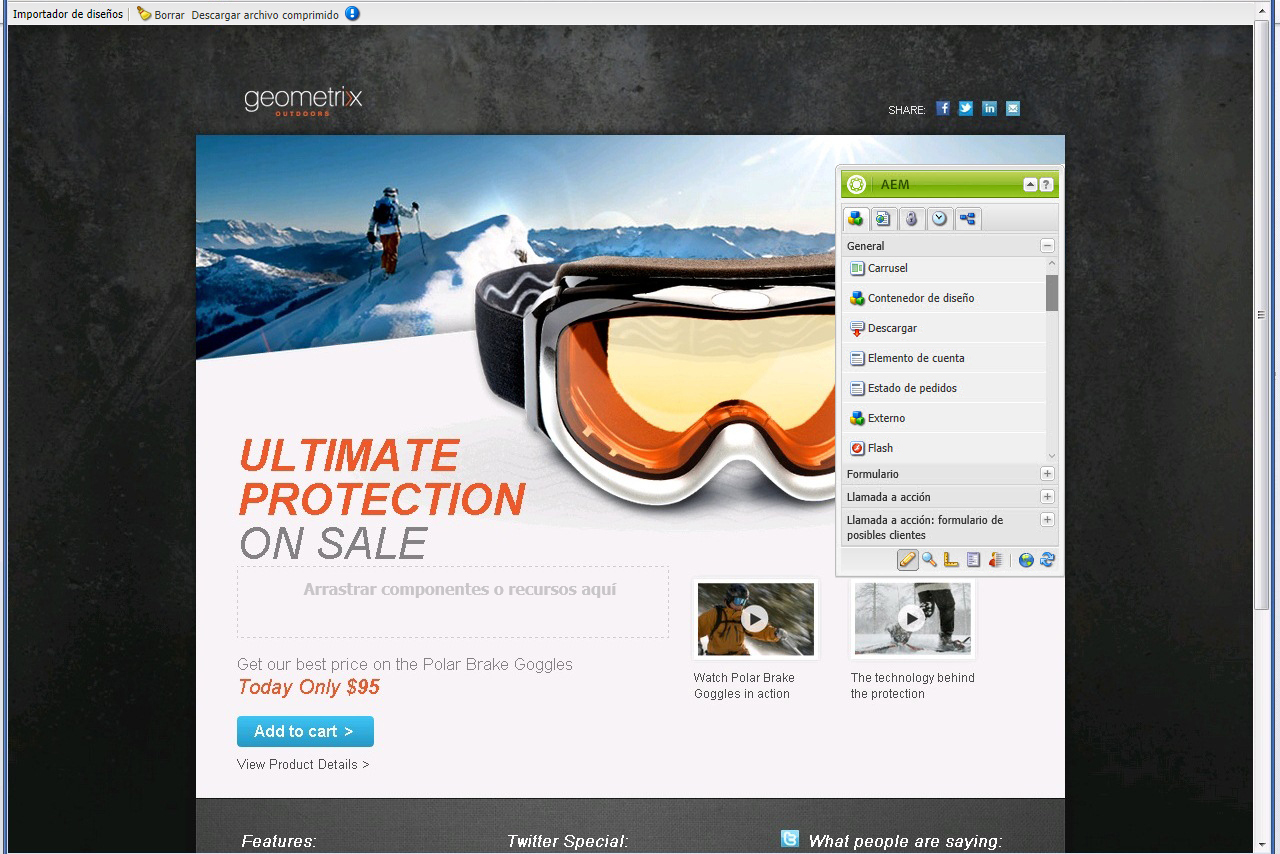 Importador de diseños Borrar Descargar archivo comprimido
geometrixx
OUTDOORS
SHARE:
AEM
General
Carrusel
Contenedor de diseño
Descargar
Elemento de cuenta
Estado de pedidos
Externo
Flash
Formulario
Llamada a acción
Llamada a acción: formulario de
posibles clientes
ULTIMATE
PROTECTION
ON SALE
Arrastrar componentes o recursos aquí
Get our best price on the Polar Brake Goggles
Today Only $95
Add to cart >
View Product Details >
Watch Polar Brake
Goggles in action
The technology behind
the protection
Features:
Twitter Special:
What people are saying: